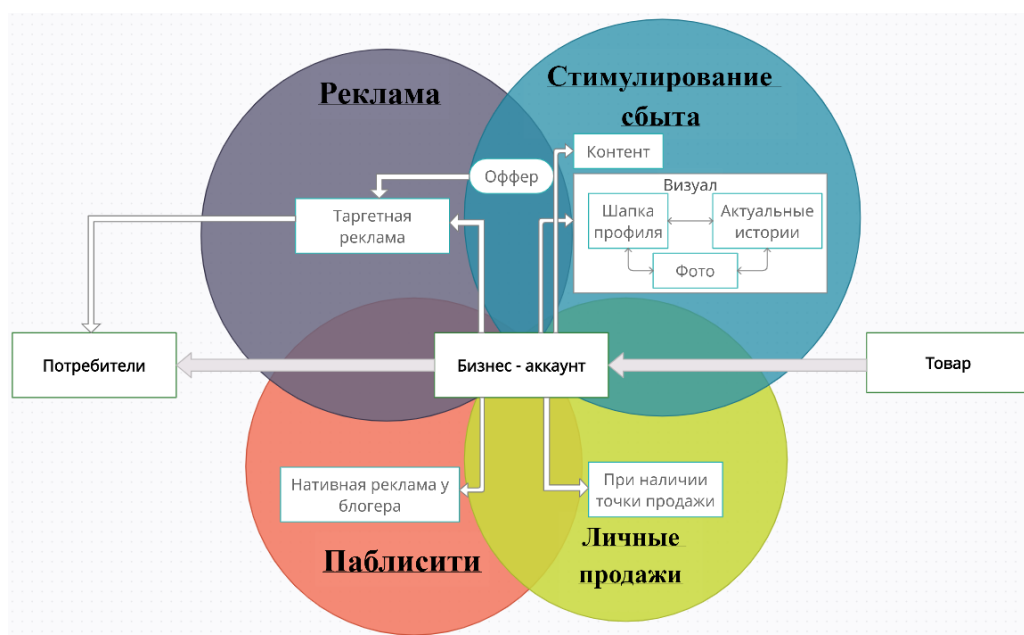 Реклама
Стимулирование
сбыта
Контент
Оффер
Визуал
Таргетная
реклама
Шапка
профиля
Актуальные
истории
Фото
Потребители
Бизнес - аккаунт
Товар
Нативная реклама у
блогера
При наличии
точки продажи
Паблисити
Личные
продажи